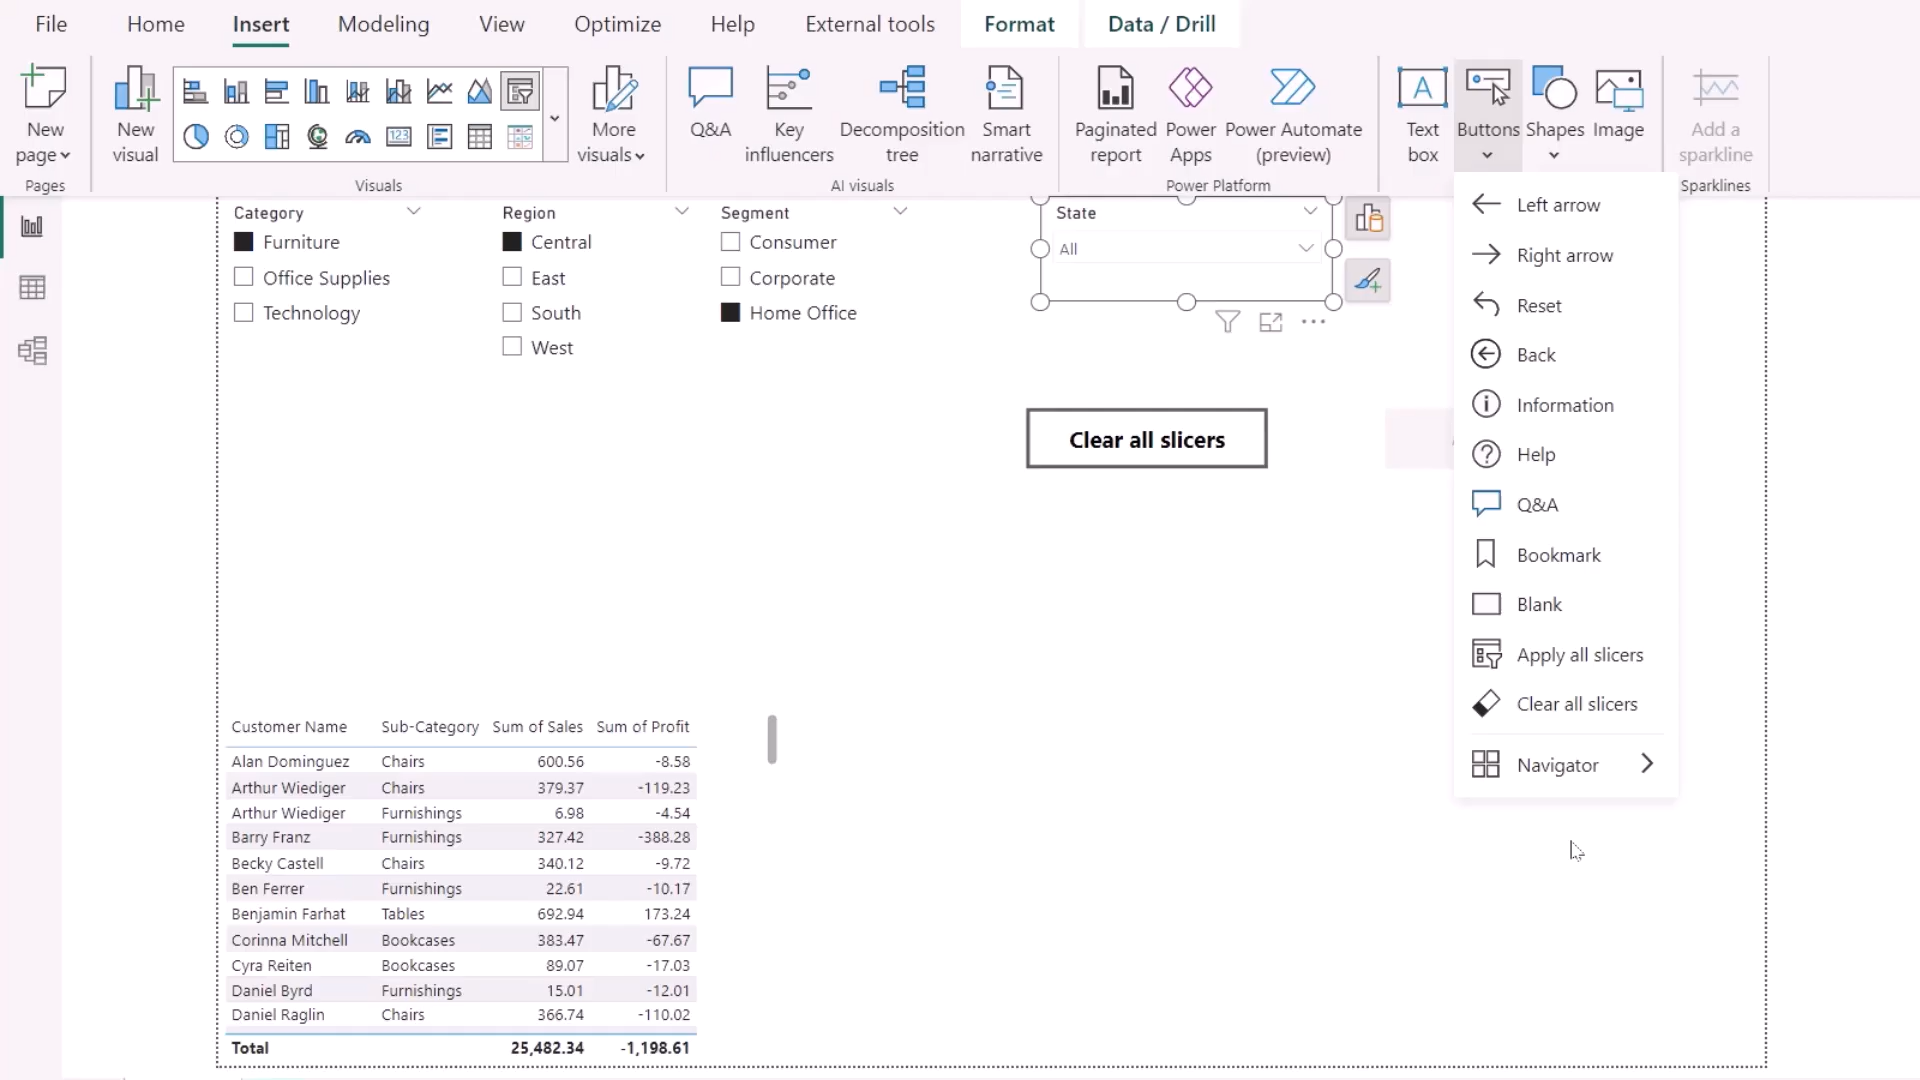 File Home Insert Modeling View Optimize Help External tools Format Data / Drill
New page
New visual
More visuals
Q&A
Key influencers
Decomposition tree
Smart narrative
Paginated report
Power Apps
Power Automate (preview)
Text box
Buttons
Shapes
Image
Add a sparkline
Pages Visuals AI visuals Power Platform Sparklines
Category
Furniture
Office Supplies
Technology
Region
Central
East
South
West
Segment
Consumer
Corporate
Home Office
State
All
Clear all slicers
Left arrow
Right arrow
Reset
Back
Information
Help
Q&A
Bookmark
Blank
Apply all slicers
Clear all slicers
Navigator
Customer Name Sub-Category Sum of Sales Sum of Profit
Alan Dominguez Chairs 600.56 -8.58
Arthur Wiediger Chairs 379.37 -119.23
Arthur Wiediger Furnishings 6.98 -4.54
Barry Franz Furnishings 327.42 -388.28
Becky Castell Chairs 340.12 -9.72
Ben Ferrer Furnishings 22.61 -10.17
Benjamin Farhat Tables 692.94 173.24
Corinna Mitchell Bookcases 383.47 -67.67
Cyra Reiten Bookcases 89.07 -17.03
Daniel Byrd Furnishings 15.01 -12.01
Daniel Raglin Chairs 366.74 -110.02
Total 25,482.34 -1,198.61